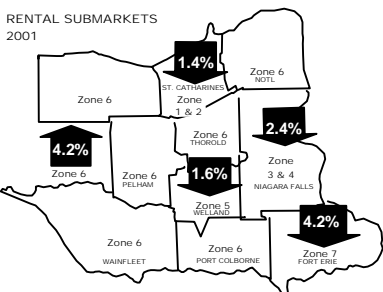 RENTAL SUBMARKETS
2001
1.4%
Zone 6
NOTL
ST. CATHARINES
Zone
1 & 2
Zone 6
2.4%
Zone 6
THOROLD
4.2%
Zone 6
Zone 6
PELHAM
1.6%
Zone
3 & 4
NIAGARA FALLS
Zone 5
WELLAND
4.2%
Zone 6
WAINFLEET
Zone 6
PORT COLBORNE
Zone 7
FORT ERIE